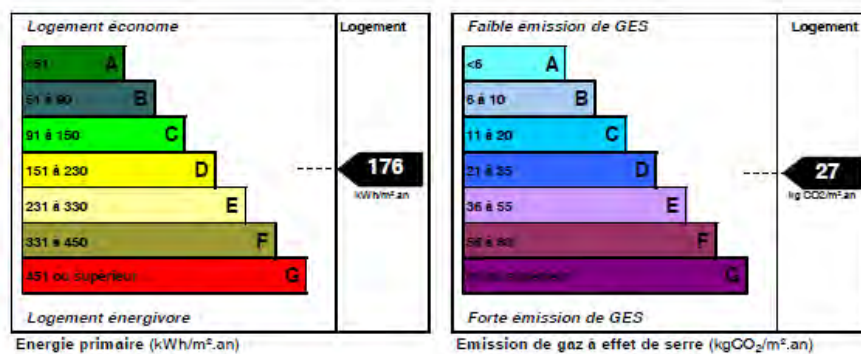 Logement économe
Logement
<51 A
51 à 90 B
91 à 150 C
151 à 230 D
231 à 330 E
331 à 450 F
451 ou supérieur G
176
kWh/m².an
Logement énergivore
Energie primaire (kWh/m².an)
Faible émission de GES
Logement
<6 A
6 à 10 B
11 à 20 C
21 à 35 D
36 à 55 E
56 à 80 F
ou supérieur G
27
kg CO2/m².an
Forte émission de GES
Emission de gaz à effet de serre (kgCO₂/m².an)